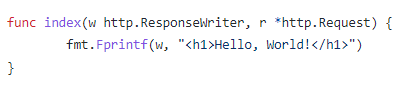 func index(w http.ResponseWriter, r *http.Request) {
        fmt.Fprintf(w, "<h1>Hello, World!</h1>")
}